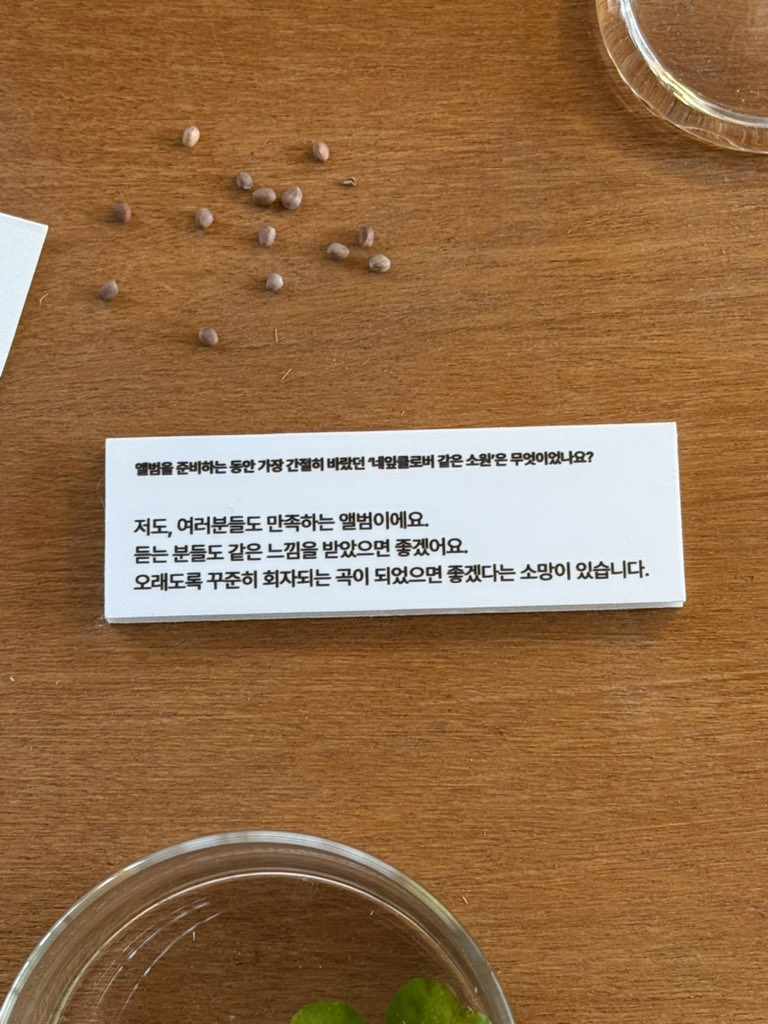 앨범을 준비하는 동안 가장 간절히 바랐던 '네잎클로버 같은 소원'은 무엇이었나요?
저도, 여러분들도 만족하는 앨범이에요.
듣는 분들도 같은 느낌을 받았으면 좋겠어요.
오래도록 꾸준히 회자되는 곡이 되었으면 좋겠다는 소망이 있습니다.